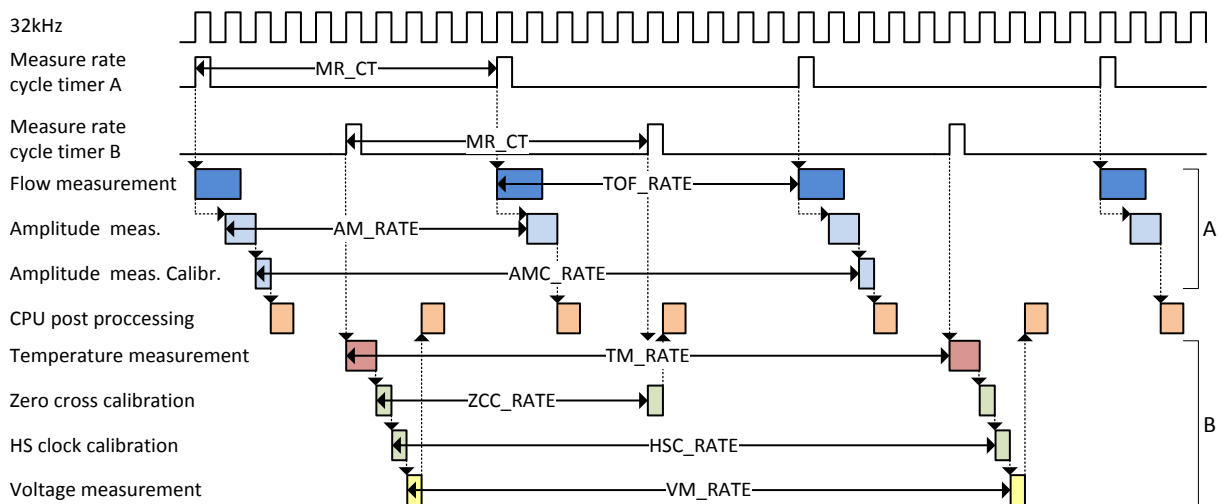 32kHz
Measure rate
cycle timer A
MR_CT
Measure rate
cycle timer B
MR_CT
Flow measurement
TOF_RATE
Amplitude meas.
AM_RATE
A
Amplitude meas. Calibr.
AMC_RATE
CPU post proccessing
Temperature measurement
TM_RATE
Zero cross calibration
ZCC_RATE
B
HS clock calibration
HSC_RATE
Voltage measurement
VM_RATE